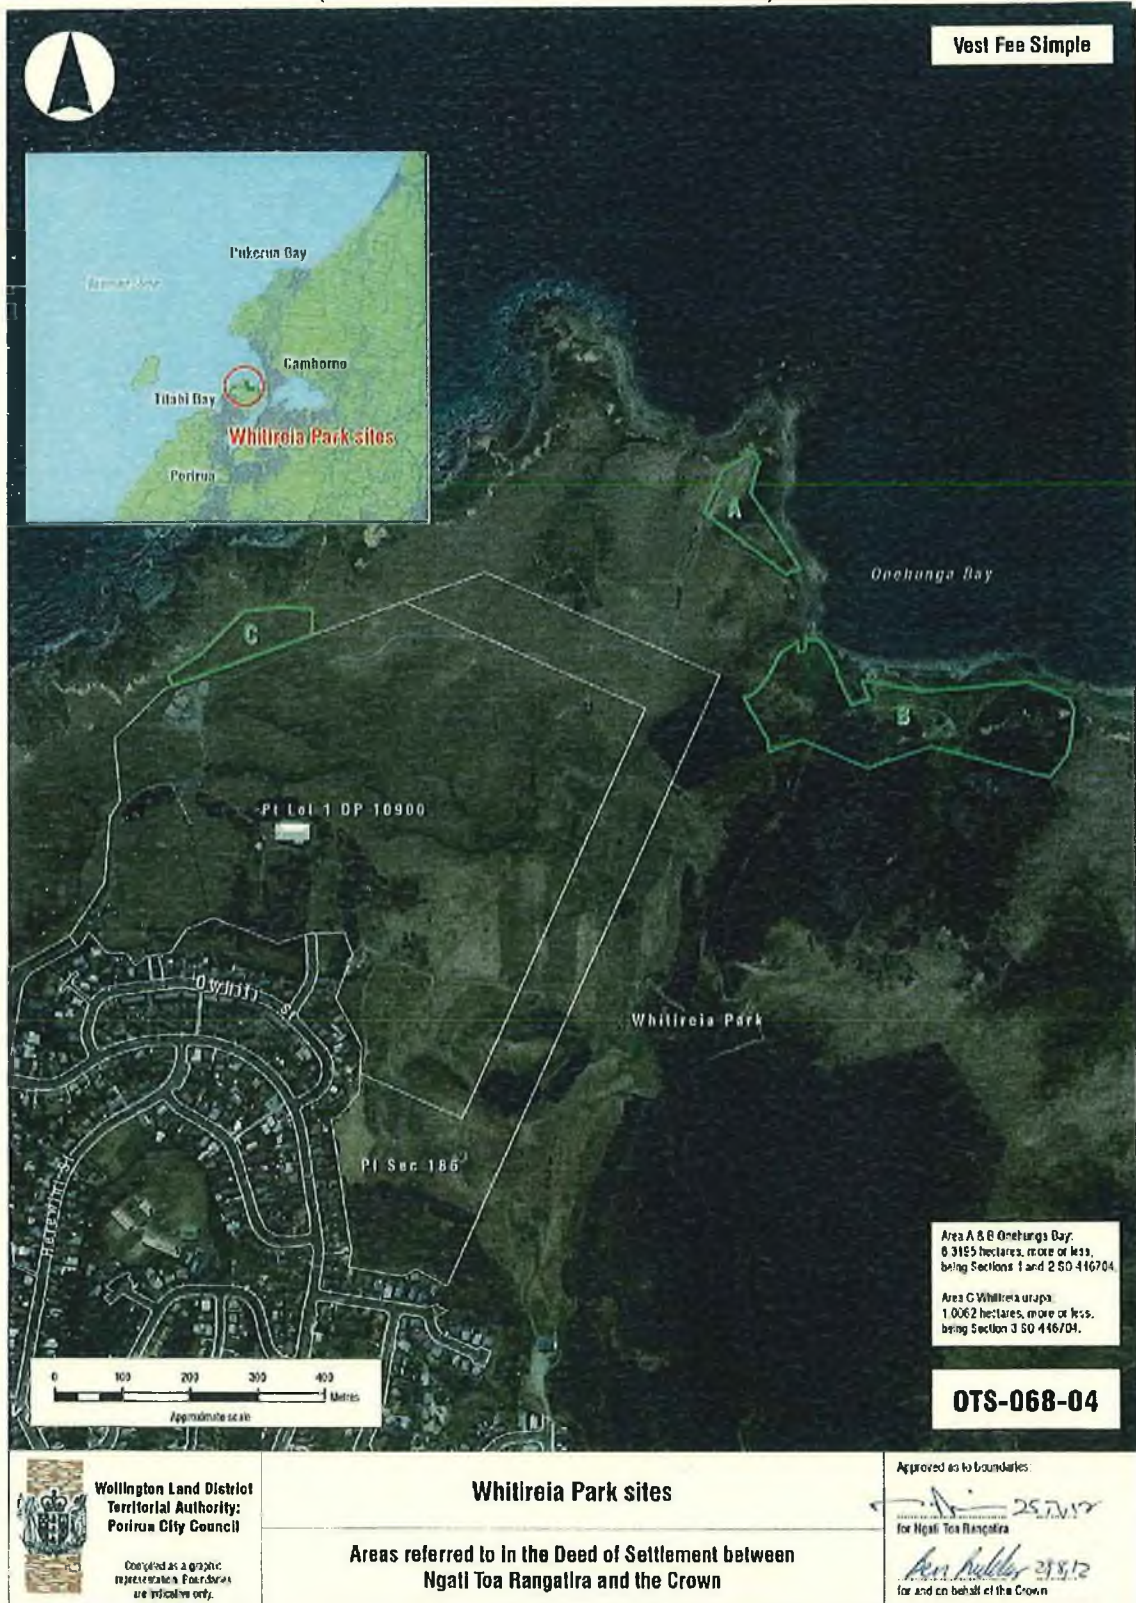 Vest Fee Simple
Pukerua Bay
Camborne
Titahi Bay
Whitireia Park sites
Porirua
A
Onehunga Bay
C
B
Pt Lot 1 DP 10900
Owhiti St
Whitireia Park
Pt Sec 186
Herewini St
Area A & B Onehunga Bay:
6.3195 hectares, more or less,
being Sections 1 and 2 SO 446704.
Area C Whitireia urupa:
1.0062 hectares, more or less,
being Section 3 SO 446704.
0 100 200 300 400
Metres
Approximate scale
OTS-068-04
Wellington Land District
Territorial Authority:
Porirua City Council
Compiled as a graphic
representation. Boundaries
are indicative only.
Whitireia Park sites
Areas referred to in the Deed of Settlement between
Ngati Toa Rangatira and the Crown
Approved as to boundaries:
for Ngati Toa Rangatira
for and on behalf of the Crown